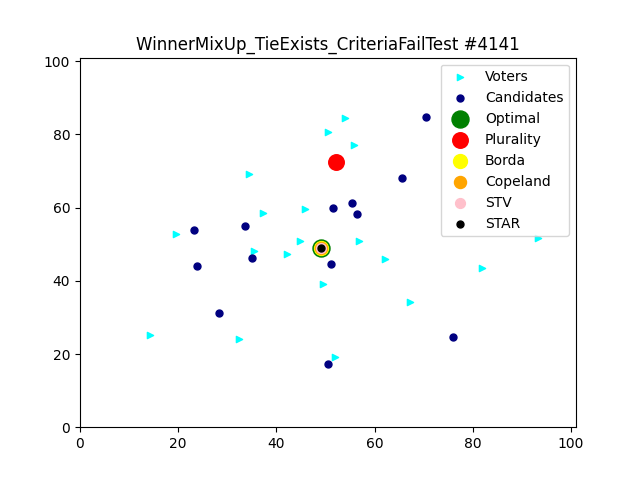 WinnerMixUp_TieExists_CriteriaFailTest #4141
100
80
60
40
20
0
Voters
Candidates
Optimal
Plurality
Borda
Copeland
STV
STAR
0 20 40 60 80 100